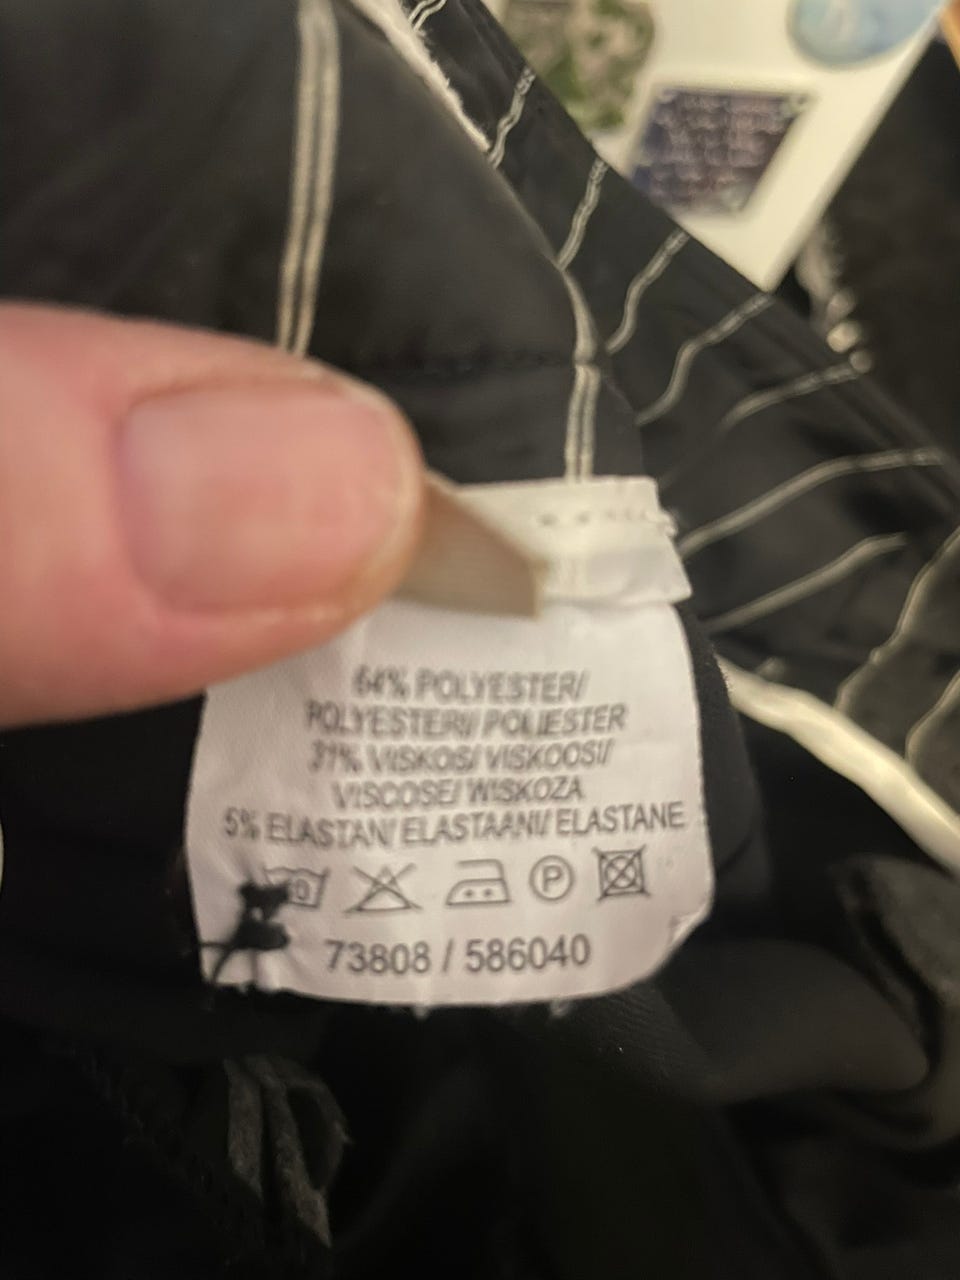 64% POLYESTER/
POLYESTERI/ POLIESTER
31% VISKOS/ VISKOOSI/
VISCOSE/ WISKOZA
5% ELASTAN/ ELASTAANI/ ELASTANE
P
73808 / 586040